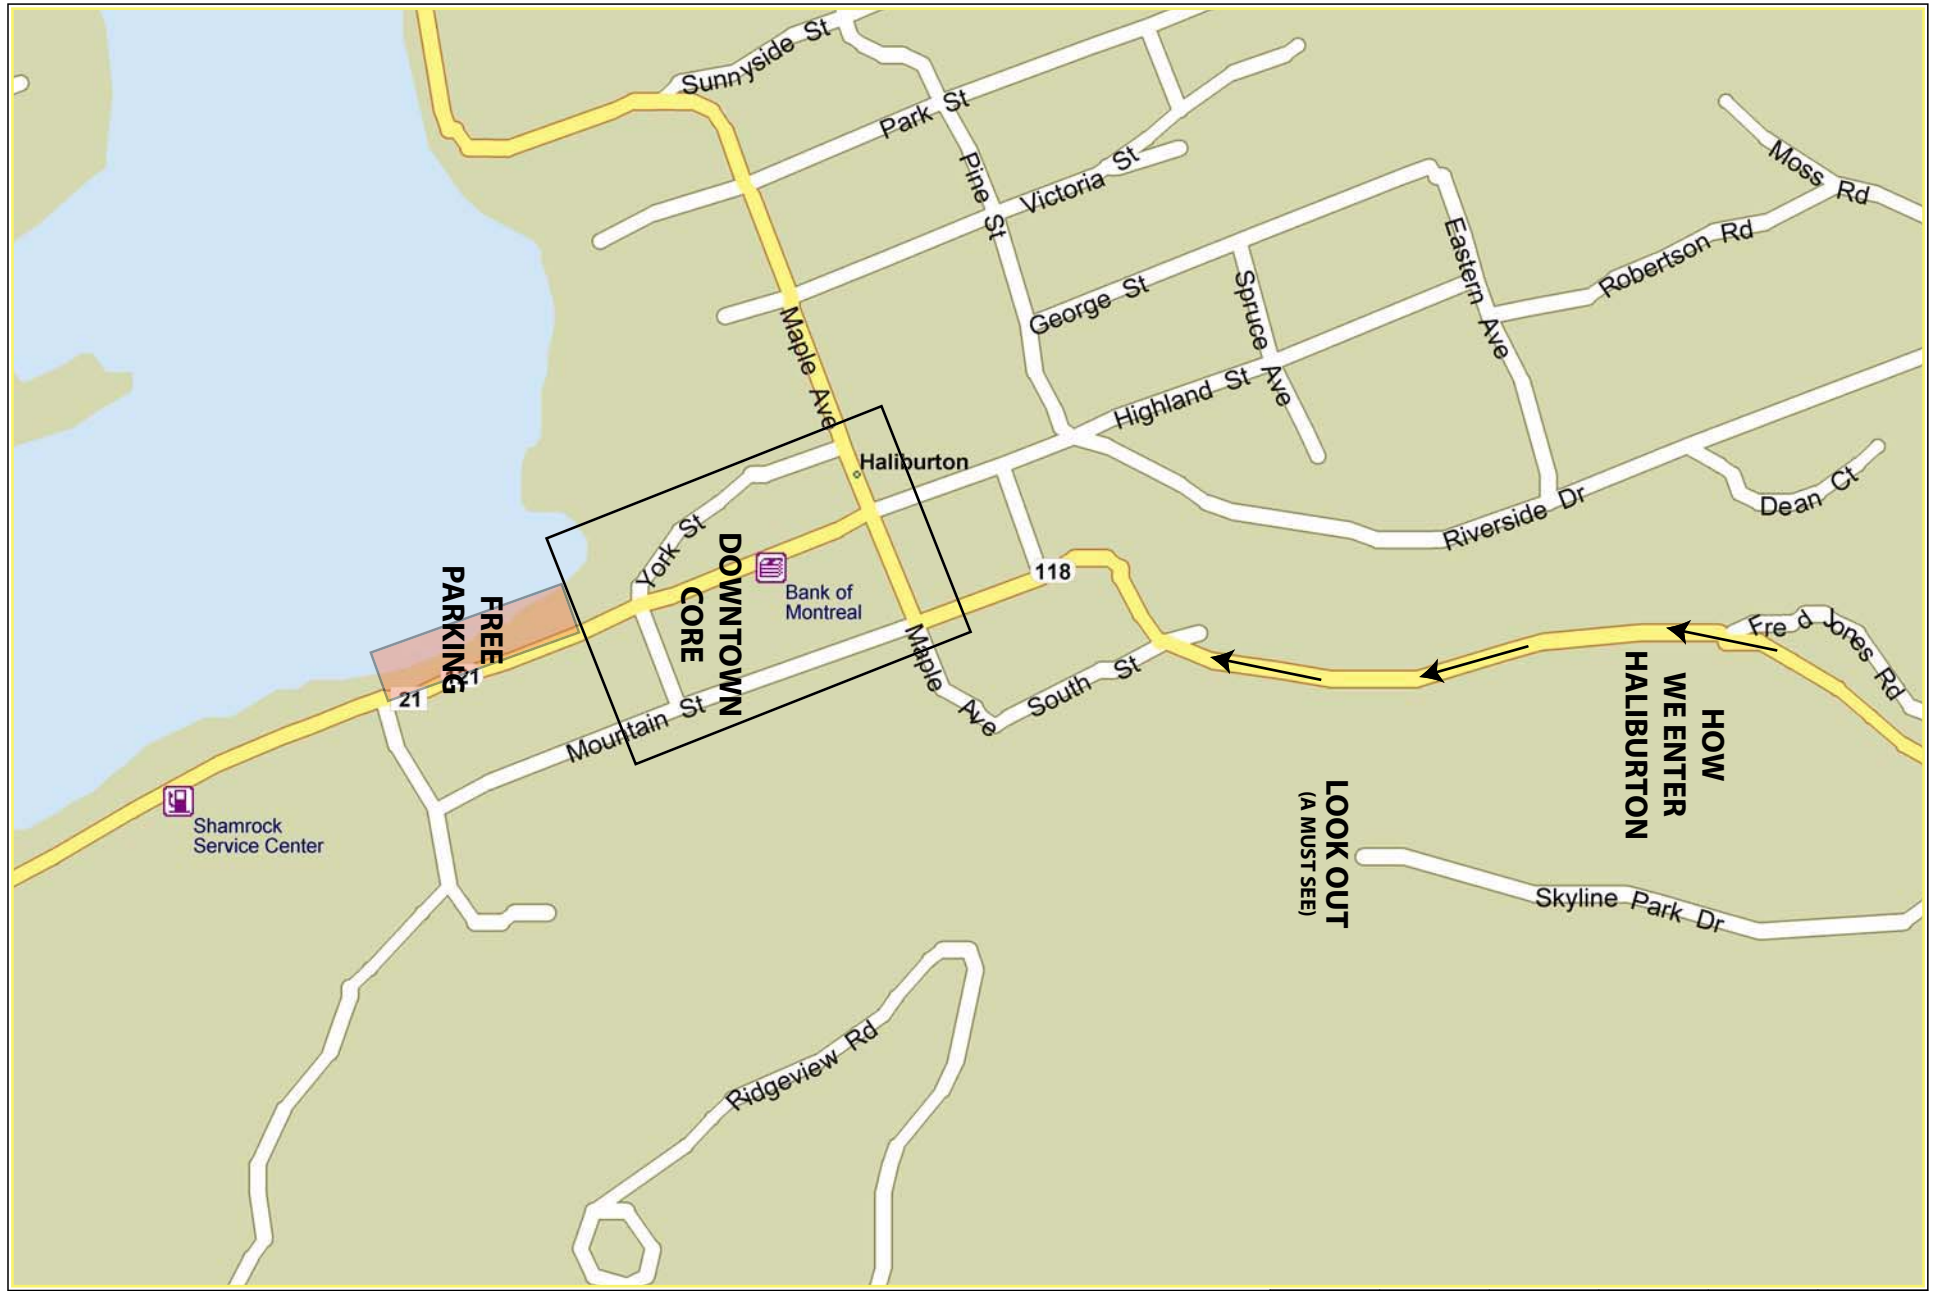 Sunnyside St
Park St
Pine St
Victoria St
Moss Rd
Robertson Rd
Eastern Ave
George St
Spruce Ave
Maple Ave
Highland St
Haliburton
Riverside Dr
Dean Ct
York St
118
Bank of
Montreal
DOWNTOWN
CORE
FREE
PARKING
21
21
Maple Ave
South St
Mountain St
Fred Jones Rd
HOW
WE ENTER
HALIBURTON
LOOK OUT
(A MUST SEE)
Skyline Park Dr
Shamrock
Service Center
Ridgeview Rd